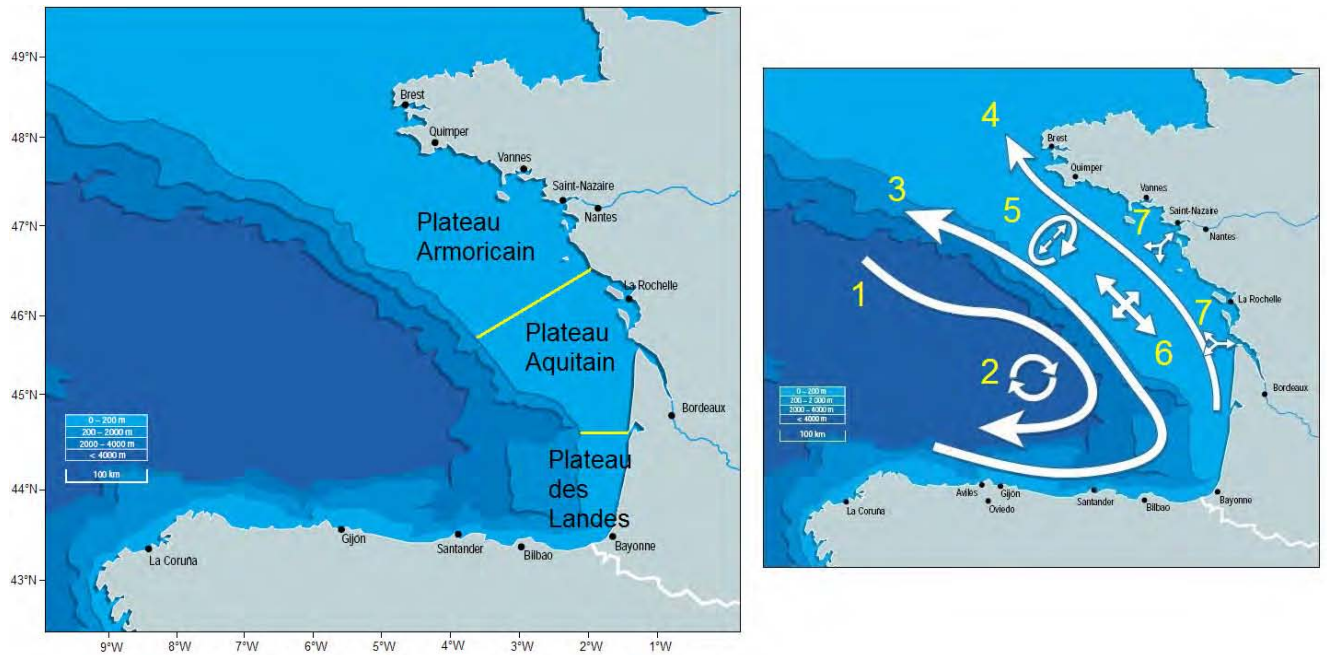 49°N
48°N
47°N
46°N
45°N
44°N
43°N
9°W
8°W
7°W
6°W
5°W
4°W
3°W
2°W
1°W
Brest
Quimper
Vannes
Saint-Nazaire
Nantes
Plateau
Armoricain
La Rochelle
Plateau
Aquitain
Bordeaux
0 – 200 m
200 – 2000 m
2000 – 4000 m
< 4000 m
100 km
Plateau
des
Landes
La Coruña
Gijón
Santander
Bilbao
Bayonne
4
Brest
Quimper
3
5
Vannes
7
Saint-Nazaire
Nantes
1
La Rochelle
7
6
2
Bordeaux
0 – 200 m
200 – 2 000 m
2000 – 4000 m
< 4000 m
100 km
La Coruña
Aviles
Gijón
Oviedo
Santander
Bilbao
Bayonne